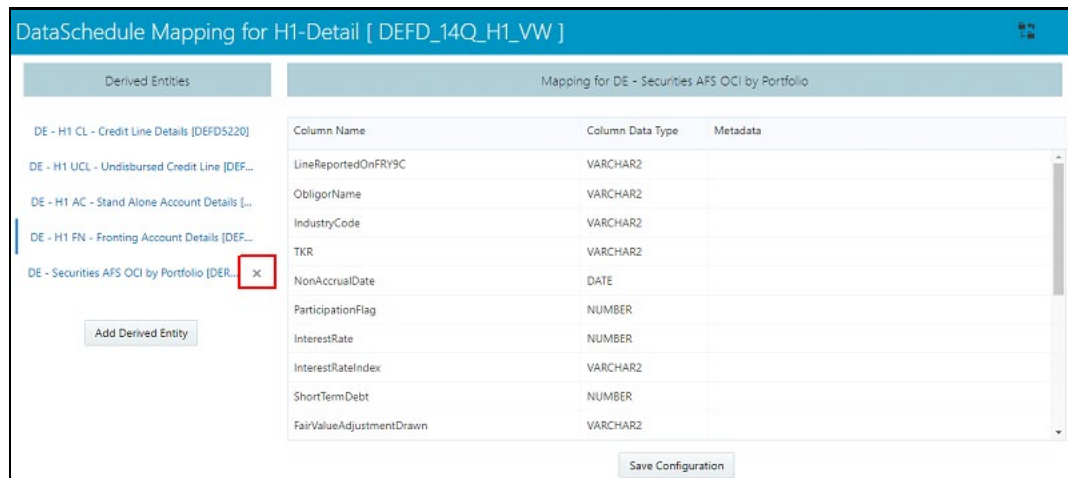 DataSchedule Mapping for H1-Detail [ DEFD_14Q_H1_VW ]
Derived Entities
Mapping for DE - Securities AFS OCI by Portfolio
DE - H1 CL - Credit Line Details [DEFD5220]
DE - H1 UCL - Undisbursed Credit Line [DEF...
DE - H1 AC - Stand Alone Account Details [...
DE - H1 FN - Fronting Account Details [DEF...
DE - Securities AFS OCI by Portfolio [DER... ×
Add Derived Entity
Column Name Column Data Type Metadata
LineReportedOnFRY9C VARCHAR2
ObligorName VARCHAR2
IndustryCode VARCHAR2
TKR VARCHAR2
NonAccrualDate DATE
ParticipationFlag NUMBER
InterestRate NUMBER
InterestRateIndex VARCHAR2
ShortTermDebt NUMBER
FairValueAdjustmentDrawn VARCHAR2
Save Configuration